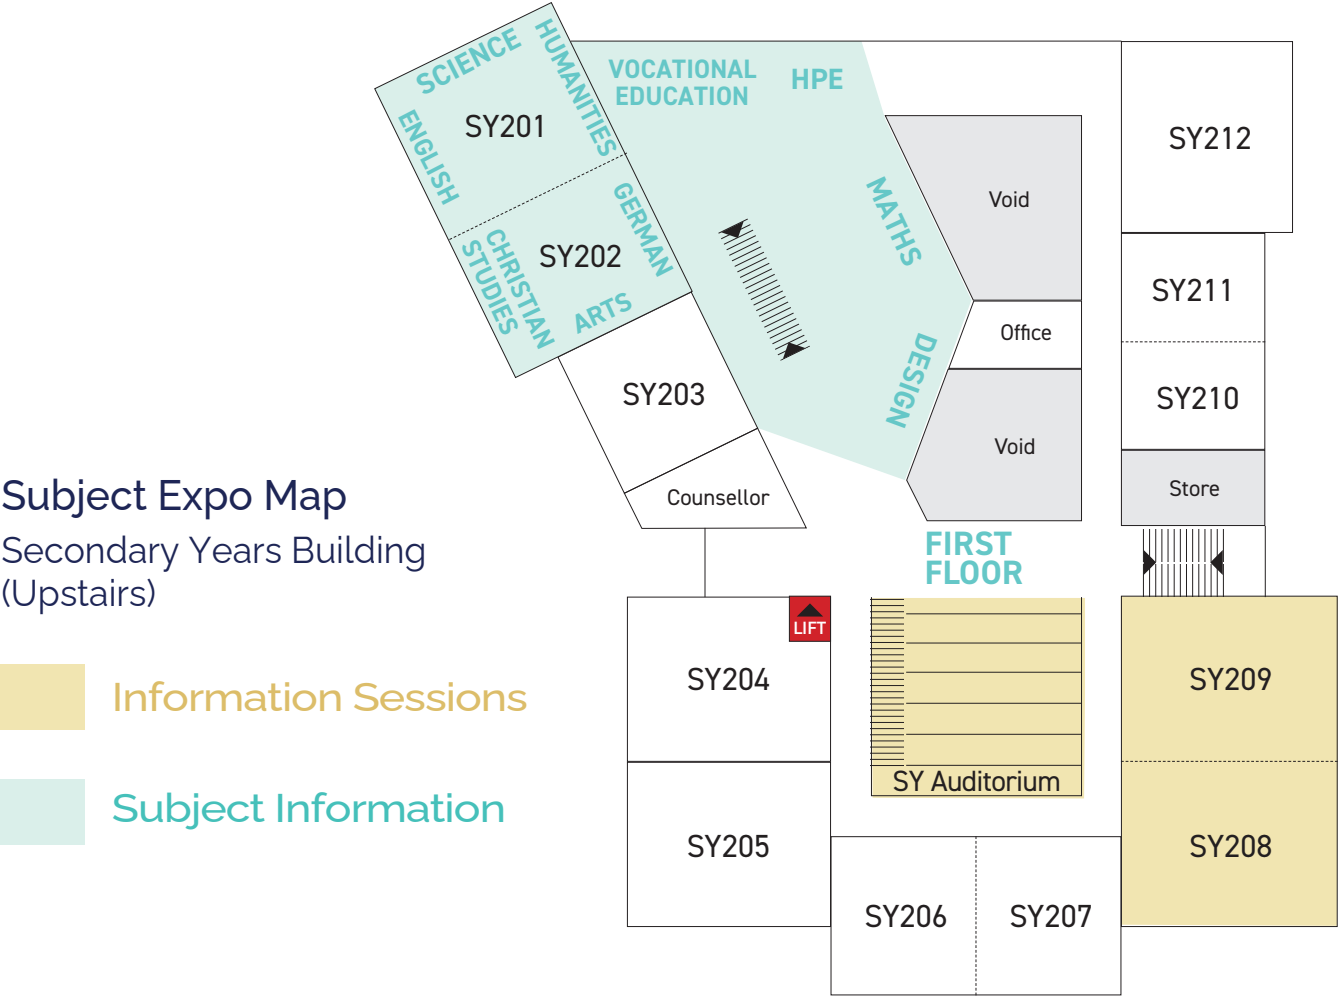 SCIENCE
HUMANITIES
ENGLISH
SY201
VOCATIONAL
EDUCATION
HPE
SY212
Void
MATHS
GERMAN
SY202
CHRISTIAN
STUDIES
ARTS
SY211
Office
DESIGN
SY203
SY210
Void
Counsellor
Store
Subject Expo Map
Secondary Years Building
(Upstairs)
FIRST
FLOOR
LIFT
SY204
SY209
Information Sessions
SY Auditorium
Subject Information
SY205
SY208
SY206
SY207